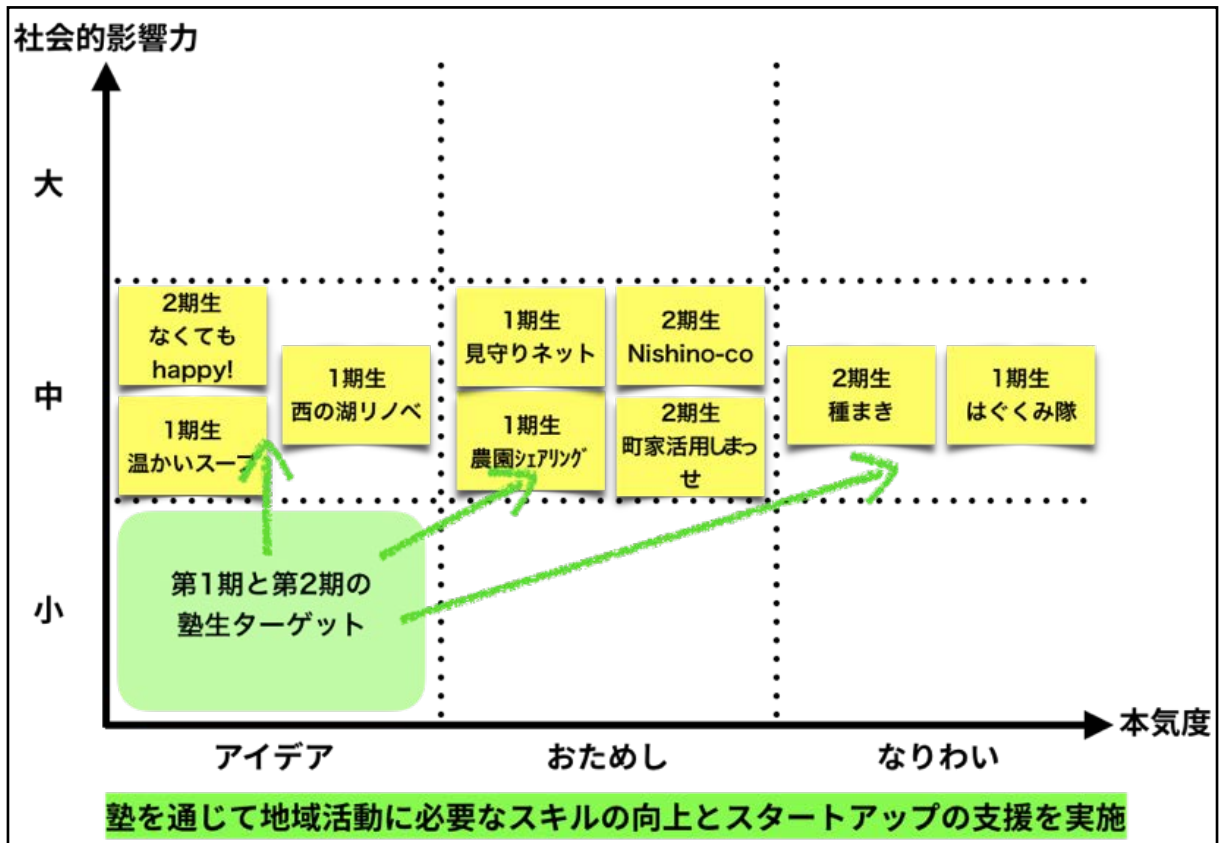 社会的影響力
大
中
小
2期生
なくても
happy!
1期生
温かいスープ
1期生
西の湖リノベ
1期生
見守りネット
1期生
農園ｼｪｱﾘﾝｸﾞ
2期生
Nishino-co
2期生
町家活用しまっ
せ
2期生
種まき
1期生
はぐくみ隊
第1期と第2期の
塾生ターゲット
本気度
アイデア
おためし
なりわい
塾を通じて地域活動に必要なスキルの向上とスタートアップの支援を実施